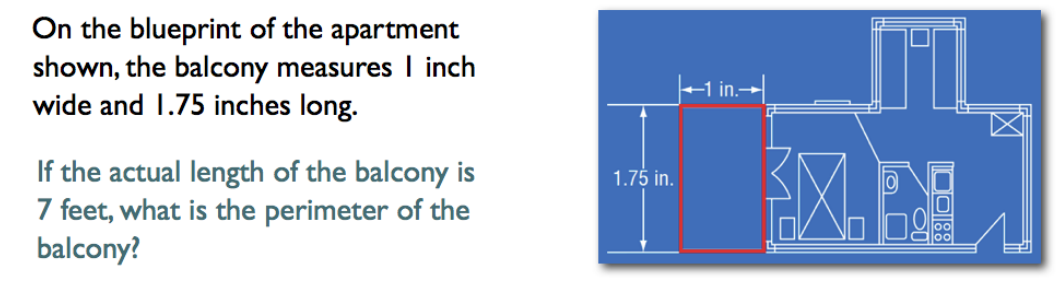 On the blueprint of the apartment
shown, the balcony measures 1 inch
wide and 1.75 inches long.
If the actual length of the balcony is
7 feet, what is the perimeter of the
balcony?
1 in.
1.75 in.